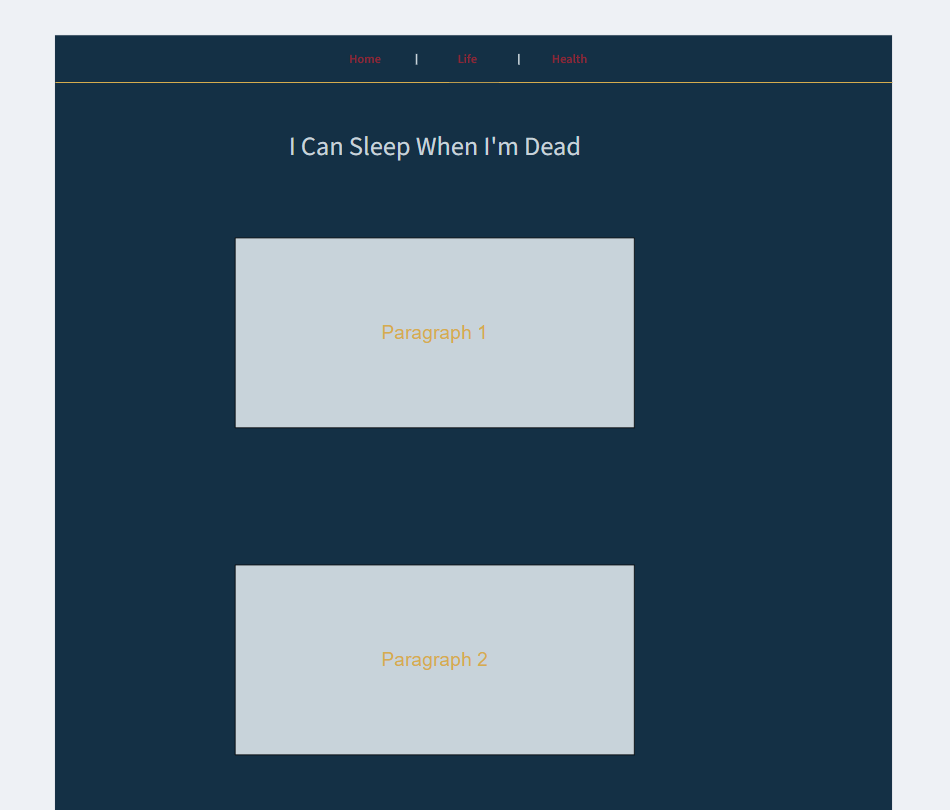 Home | Life | Health
I Can Sleep When I'm Dead
Paragraph 1
Paragraph 2